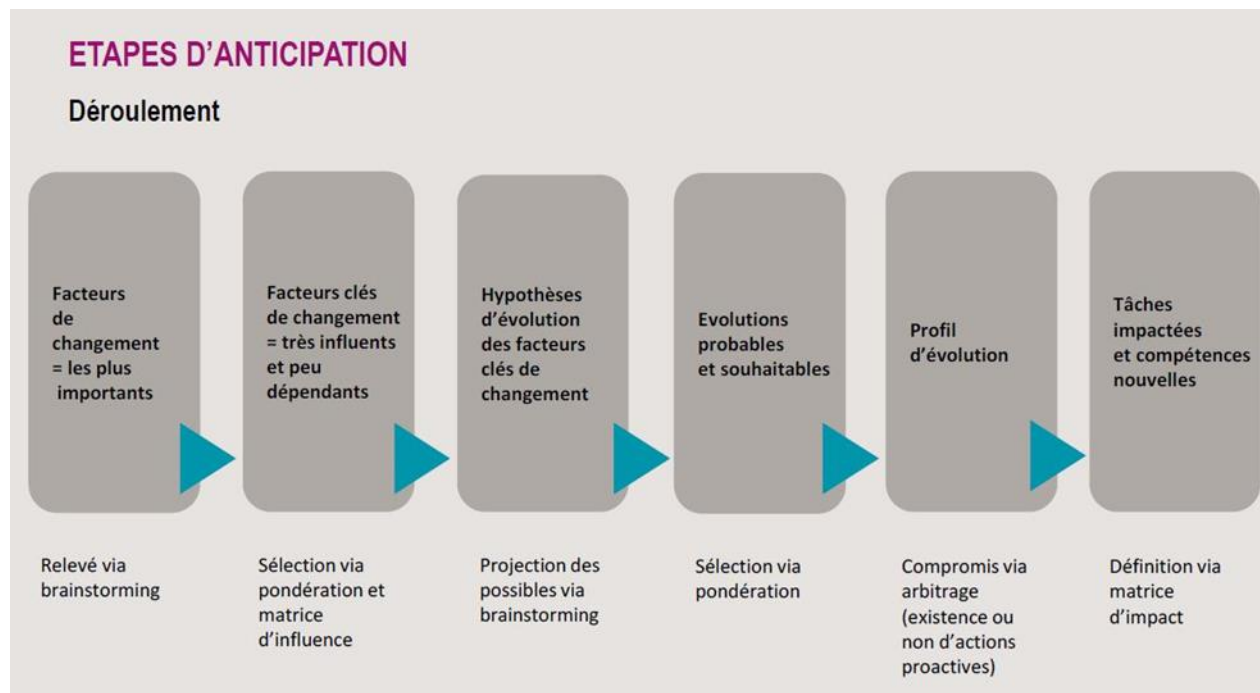 ETAPES D’ANTICIPATION
Déroulement
Facteurs
de
changement
= les plus
importants
Facteurs clés
de changement
= très influents
et peu
dépendants
Hypothèses
d’évolution
des facteurs
clés de
changement
Evolutions
probables
et souhaitables
Profil
d’évolution
Tâches
impactées
et compétences
nouvelles
Relevé via
brainstorming
Sélection via
pondération et
matrice
d’influence
Projection des
possibles via
brainstorming
Sélection via
pondération
Compromis via
arbitrage
(existence ou
non d’actions
proactives)
Définition via
matrice
d’impact